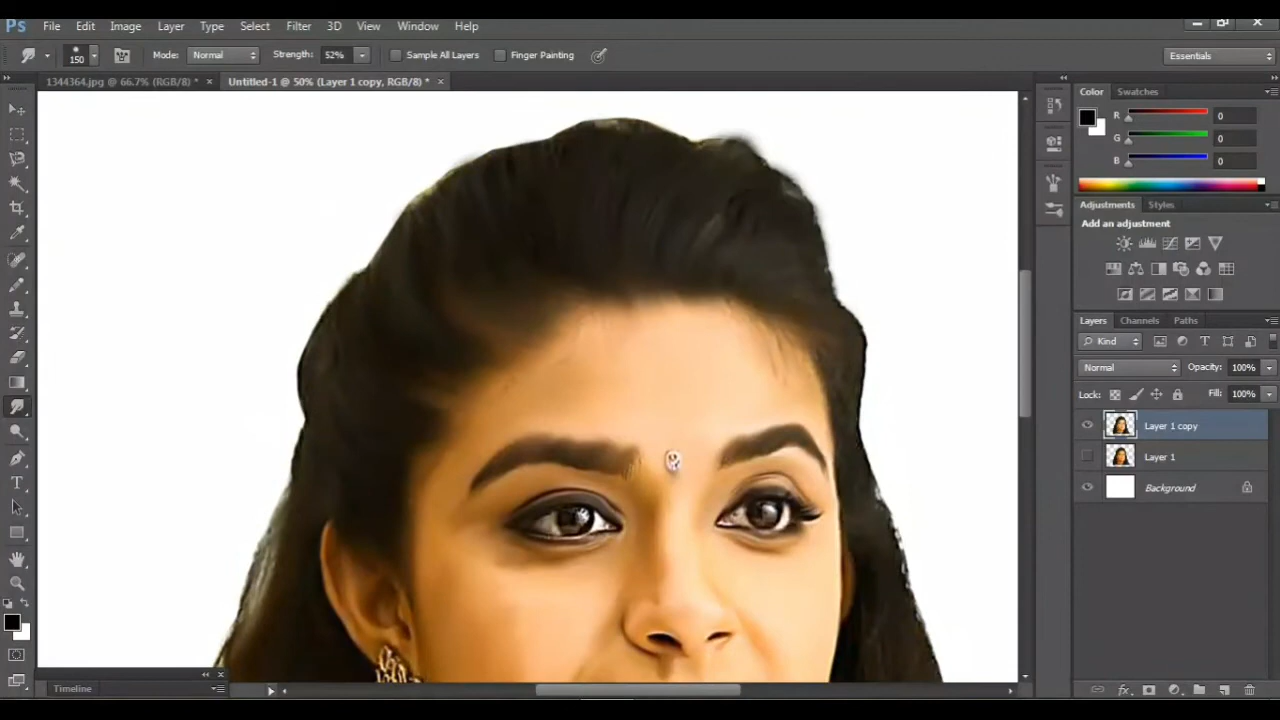 Ps File Edit Image Layer Type Select Filter 3D View Window Help
150 Mode: Normal Strength: 52% Sample All Layers Finger Painting Essentials
1344364.jpg @ 66.7% (RGB/8) * × Untitled-1 @ 50% (Layer 1 copy, RGB/8) * ×
Color Swatches
R 0
G 0
B 0
Adjustments Styles
Add an adjustment
Layers Channels Paths
Kind
Normal Opacity: 100%
Lock: Fill: 100%
Layer 1 copy
Layer 1
Background
Timeline